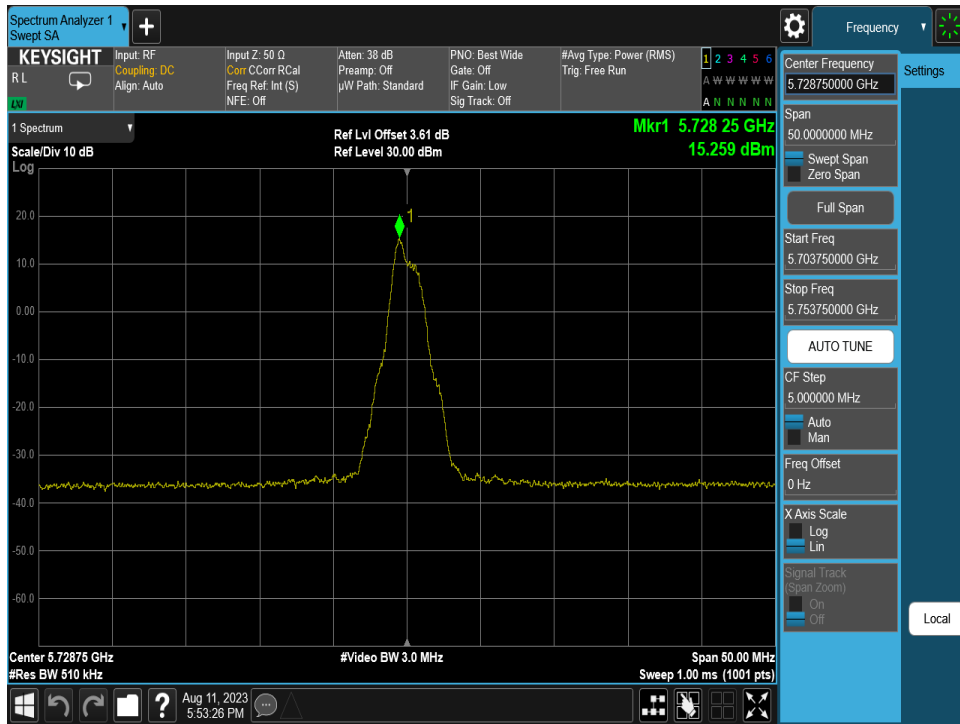 Spectrum Analyzer 1
Swept SA
+
Frequency
KEYSIGHT
R L
LXI
Input: RF
Coupling: DC
Align: Auto
Input Z: 50 Ω
Corr CCorr RCal
Freq Ref: Int (S)
NFE: Off
Atten: 38 dB
Preamp: Off
µW Path: Standard
PNO: Best Wide
Gate: Off
IF Gain: Low
Sig Track: Off
#Avg Type: Power (RMS)
Trig: Free Run
1 2 3 4 5 6
A W W W W W
A N N N N N
1 Spectrum
Scale/Div 10 dB
Log
Ref Lvl Offset 3.61 dB
Ref Level 30.00 dBm
Mkr1 5.728 25 GHz
15.259 dBm
1
20.0
10.0
0.00
-10.0
-20.0
-30.0
-40.0
-50.0
-60.0
Center 5.72875 GHz
#Res BW 510 kHz
#Video BW 3.0 MHz
Span 50.00 MHz
Sweep 1.00 ms (1001 pts)
Center Frequency
5.728750000 GHz
Settings
Span
50.0000000 MHz
Swept Span
Zero Span
Full Span
Start Freq
5.703750000 GHz
Stop Freq
5.753750000 GHz
AUTO TUNE
CF Step
5.000000 MHz
Auto
Man
Freq Offset
0 Hz
X Axis Scale
Log
Lin
Signal Track
(Span Zoom)
On
Off
Local
?
Aug 11, 2023
5:53:26 PM